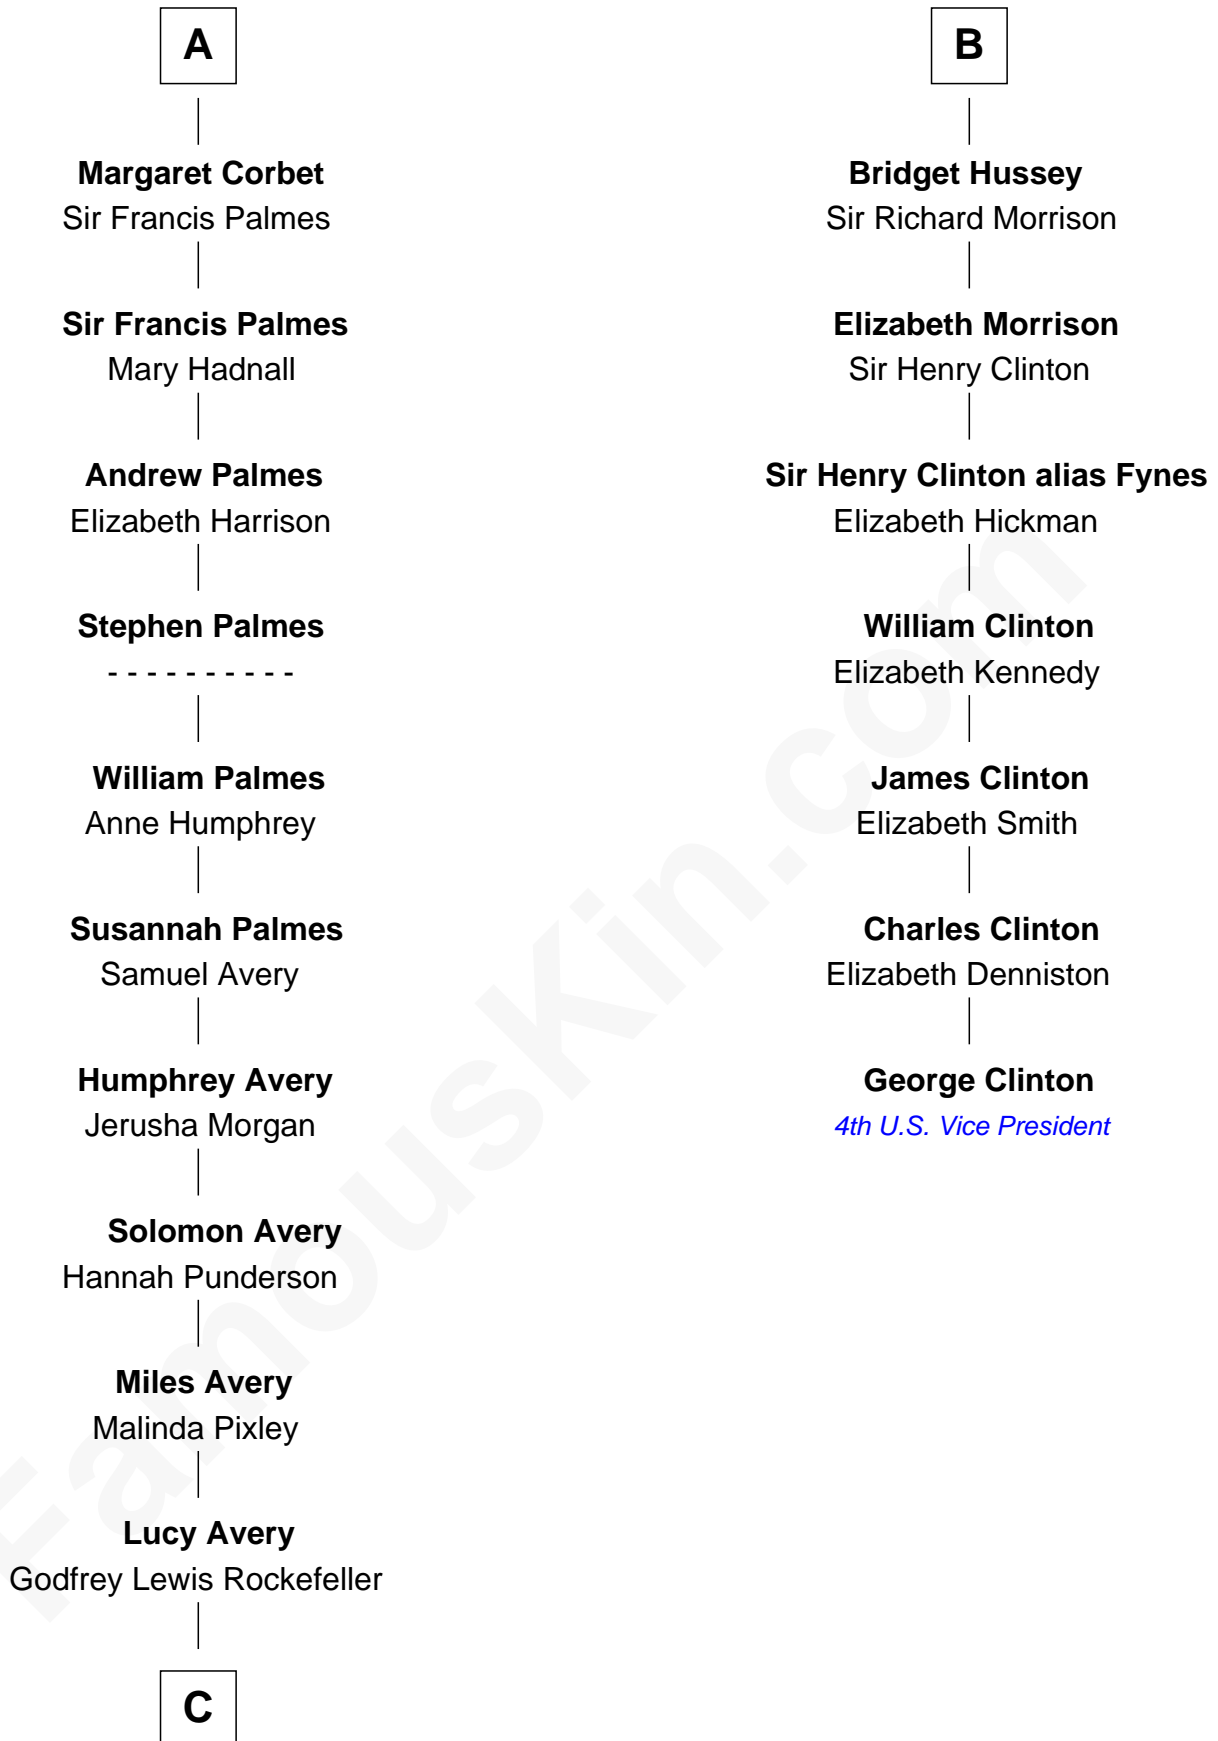 A
Margaret Corbet
Sir Francis Palmes
Sir Francis Palmes
Mary Hadnall
Andrew Palmes
Elizabeth Harrison
Stephen Palmes
- - - - - - - - - -
William Palmes
Anne Humphrey
Susannah Palmes
Samuel Avery
Humphrey Avery
Jerusha Morgan
Solomon Avery
Hannah Punderson
Miles Avery
Malinda Pixley
Lucy Avery
Godfrey Lewis Rockefeller
C
B
Bridget Hussey
Sir Richard Morrison
Elizabeth Morrison
Sir Henry Clinton
Sir Henry Clinton alias Fynes
Elizabeth Hickman
William Clinton
Elizabeth Kennedy
James Clinton
Elizabeth Smith
Charles Clinton
Elizabeth Denniston
George Clinton
4th U.S. Vice President
FamousKin.com